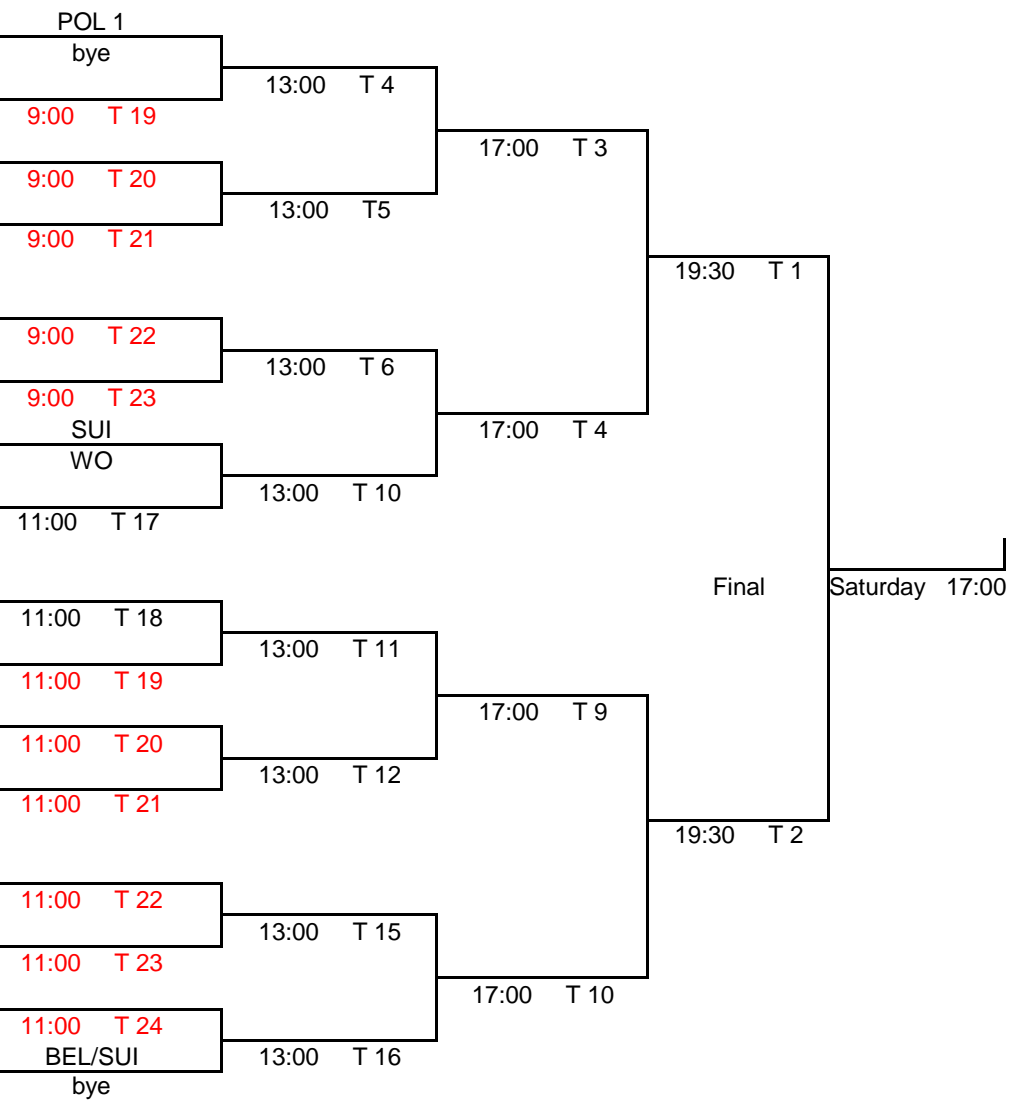 POL 1
bye
13:00 T 4
9:00 T 19
17:00 T 3
9:00 T 20
13:00 T5
9:00 T 21
19:30 T 1
9:00 T 22
13:00 T 6
9:00 T 23
SUI
17:00 T 4
WO
13:00 T 10
11:00 T 17
Final Saturday 17:00
11:00 T 18
13:00 T 11
11:00 T 19
17:00 T 9
11:00 T 20
13:00 T 12
11:00 T 21
19:30 T 2
11:00 T 22
13:00 T 15
11:00 T 23
17:00 T 10
11:00 T 24
BEL/SUI
13:00 T 16
bye